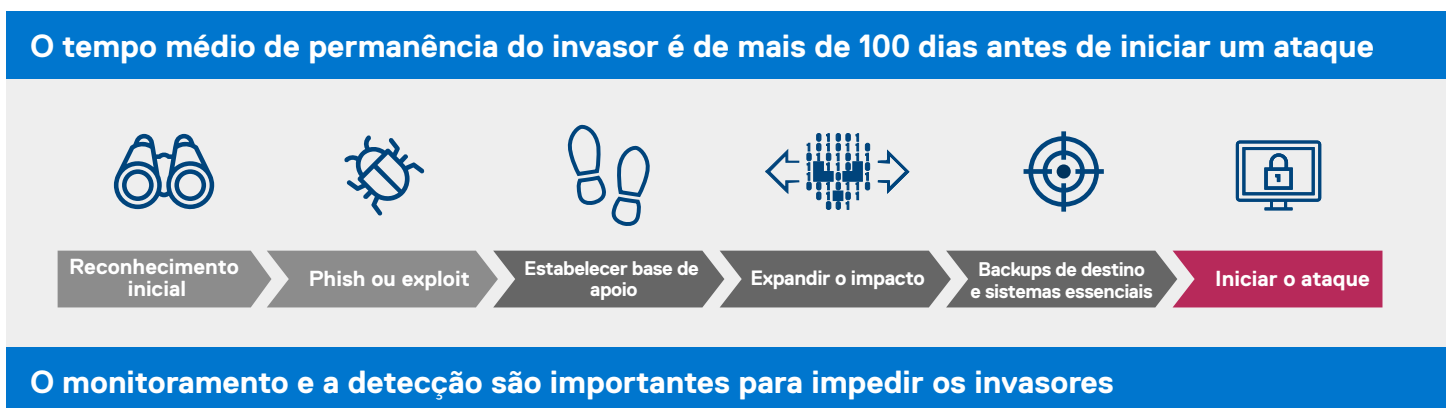 O tempo médio de permanência do invasor é de mais de 100 dias antes de iniciar um ataque
Reconhecimento
inicial
Phish ou exploit
Estabelecer base de
apoio
Expandir o impacto
Backups de destino
e sistemas essenciais
Iniciar o ataque
O monitoramento e a detecção são importantes para impedir os invasores